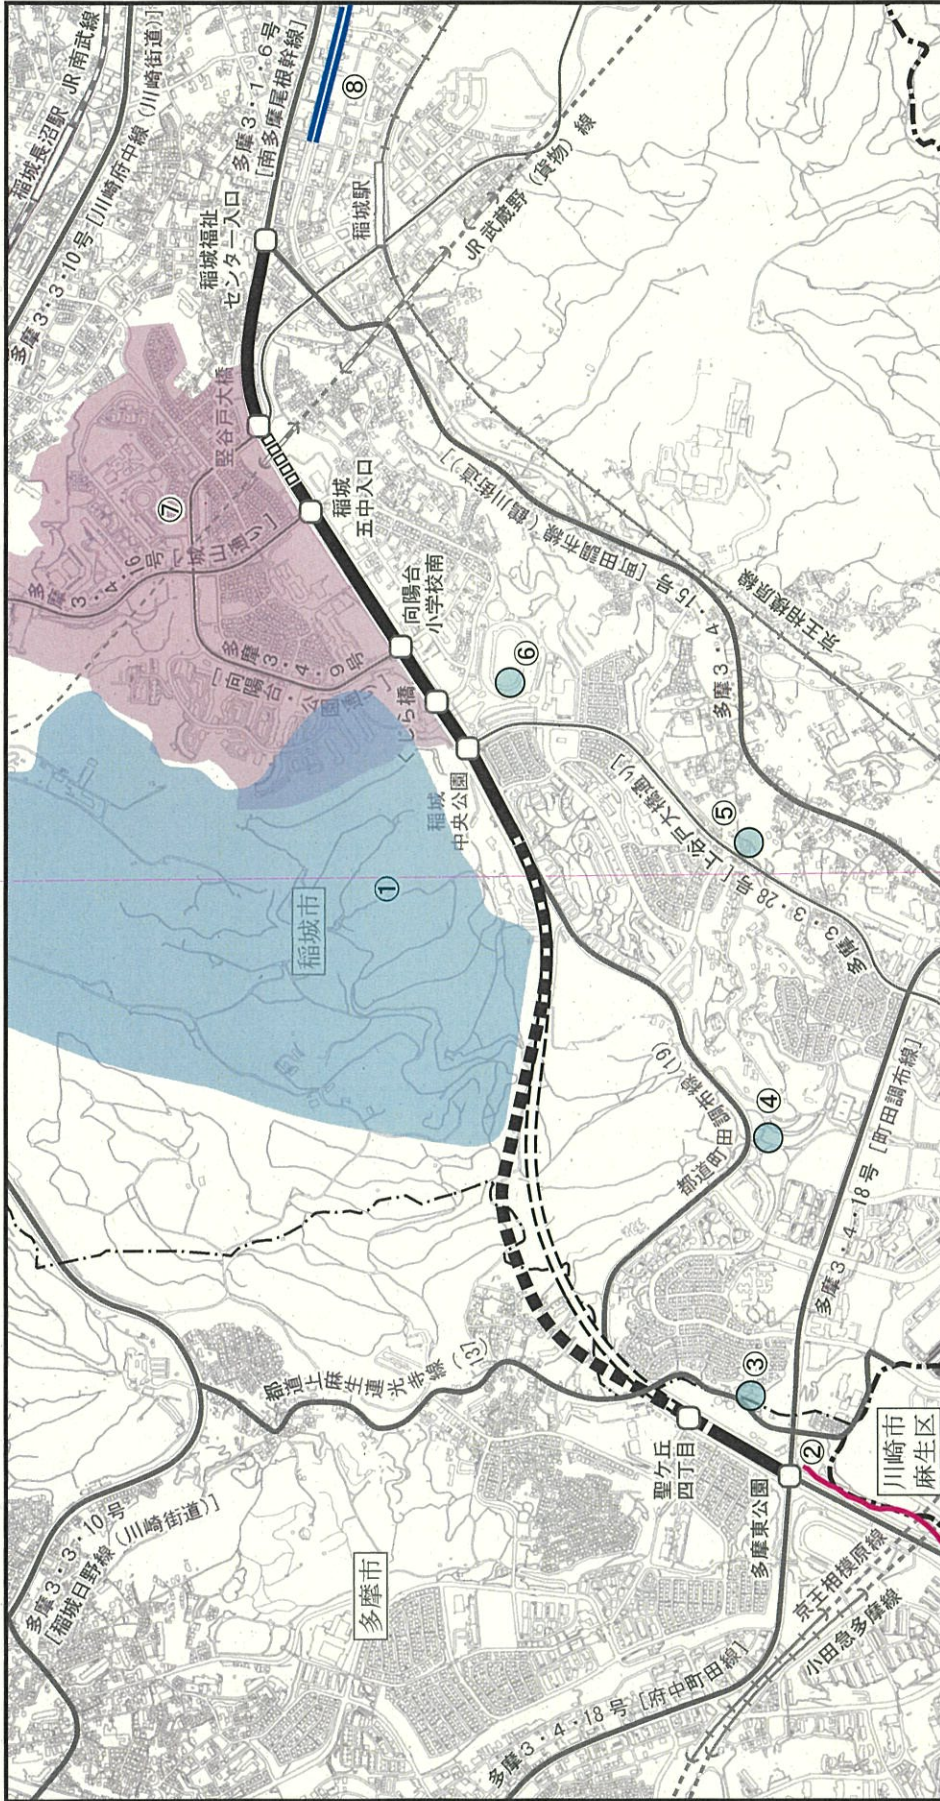 多摩3・3・10号
[稲城日野線(川崎街道)]
多摩市
多摩3・4・18号[府中町田線]
京王相模原線
小田急多摩線
多摩東公園
聖ヶ丘
四丁目
②
川崎市
麻生区
③
都道上麻生連光寺線(137)
多摩3・4・18号[町田調布線]
④
都道町田調布線(19)
①
稲城市
稲城
中央公園
くじら橋
多摩3・3・28号[上谷戸大橋通り]
⑤
⑥
向陽台
小学校南
多摩3・4・9号
[向陽台・公園通り]
多摩3・4・16号[城山通り]
⑦
稲城
五中入口
竪谷戸大橋
稲城福祉
センター入口
多摩3・4・15号[町田調布線(鶴川街道)]
京王相模原線
多摩3・3・10号[川崎府中線(川崎街道)]
稲城長沼駅 JR南武線
多摩3・1・6号
[南多摩尾根幹線]
⑧
稲城駅
JR武蔵野(貨物)線